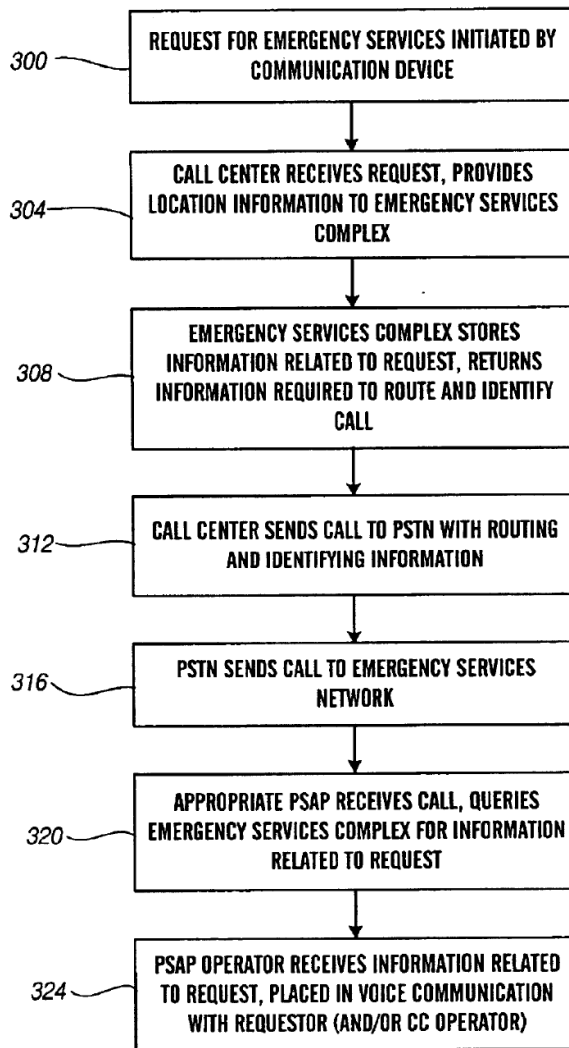 300
REQUEST FOR EMERGENCY SERVICES INITIATED BY
COMMUNICATION DEVICE
304
CALL CENTER RECEIVES REQUEST, PROVIDES
LOCATION INFORMATION TO EMERGENCY SERVICES
COMPLEX
308
EMERGENCY SERVICES COMPLEX STORES
INFORMATION RELATED TO REQUEST, RETURNS
INFORMATION REQUIRED TO ROUTE AND IDENTIFY
CALL
312
CALL CENTER SENDS CALL TO PSTN WITH ROUTING
AND IDENTIFYING INFORMATION
316
PSTN SENDS CALL TO EMERGENCY SERVICES
NETWORK
320
APPROPRIATE PSAP RECEIVES CALL, QUERIES
EMERGENCY SERVICES COMPLEX FOR INFORMATION
RELATED TO REQUEST
324
PSAP OPERATOR RECEIVES INFORMATION RELATED
TO REQUEST, PLACED IN VOICE COMMUNICATION
WITH REQUESTOR (AND/OR CC OPERATOR)